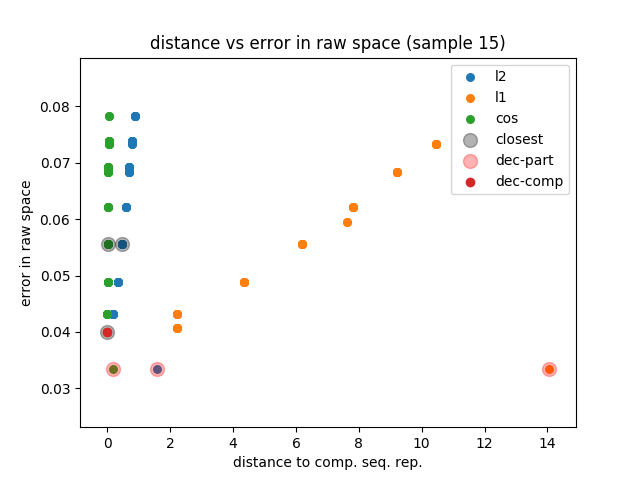 distance vs error in raw space (sample 15)
l2
l1
cos
closest
dec-part
dec-comp
error in raw space
0.08
0.07
0.06
0.05
0.04
0.03
0
2
4
6
8
10
12
14
distance to comp. seq. rep.